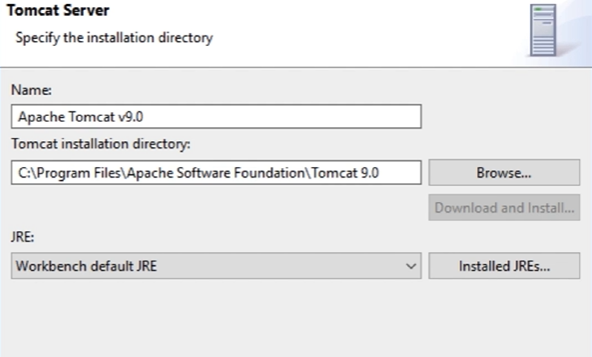 Tomcat Server
Specify the installation directory
Name:
Apache Tomcat v9.0
Tomcat installation directory:
C:\Program Files\Apache Software Foundation\Tomcat 9.0
Browse...
Download and Install...
JRE:
Workbench default JRE
Installed JREs...